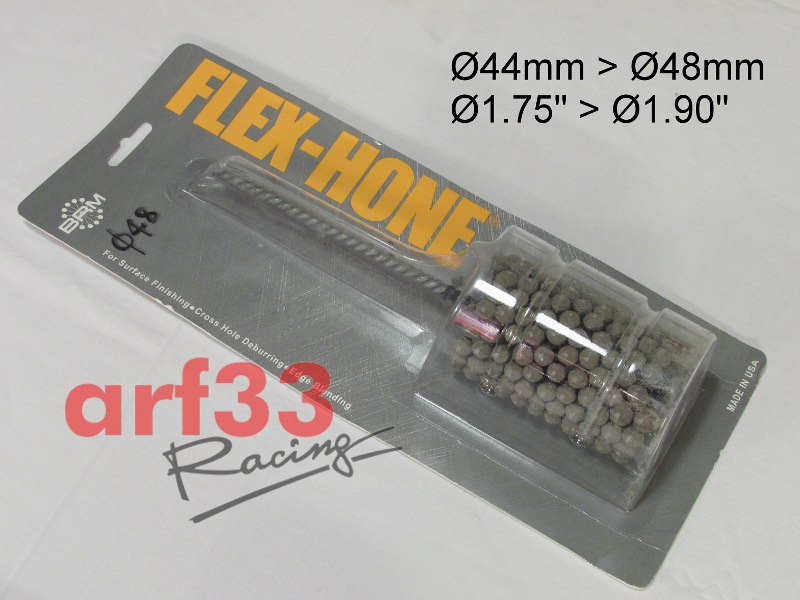 Ø44mm > Ø48mm
Ø1.75" > Ø1.90"
FLEX-HONE®
BRM
Ø48
For Surface Finishing•Cross Hole Deburring•Edge Blending
MADE IN USA
arf33
Racing